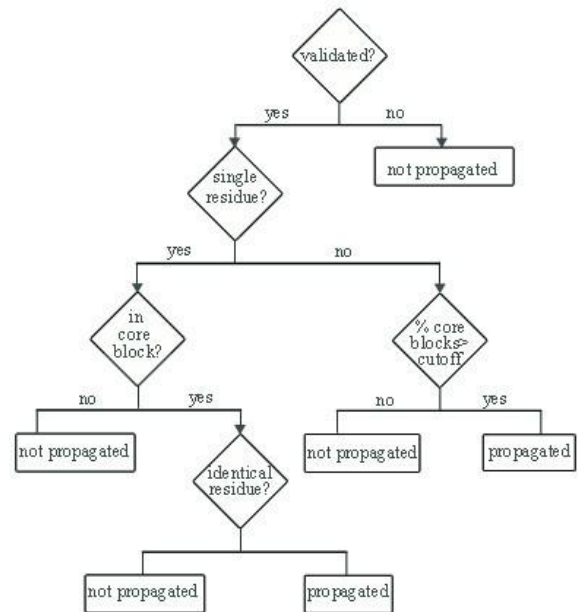 validated?
yes
no
single
residue?
not propagated
yes
no
in
core
block?
% core
blocks>
cutoff
no
yes
no
yes
not propagated
identical
residue?
not propagated
propagated
not propagated
propagated